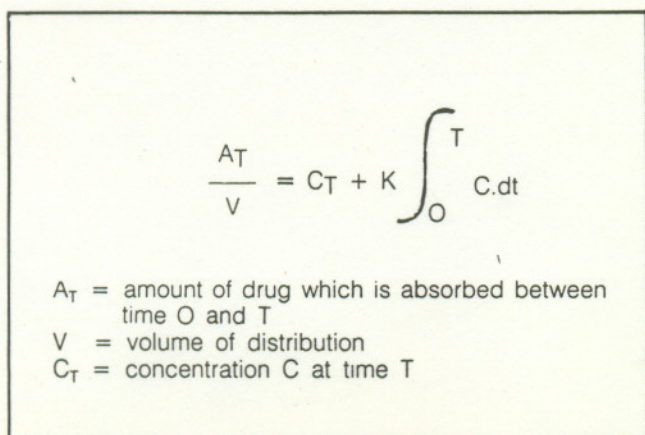 A_T
—— = C_T + K ∫_O^T C.dt
V
A_T = amount of drug which is absorbed between
time O and T
V = volume of distribution
C_T = concentration C at time T